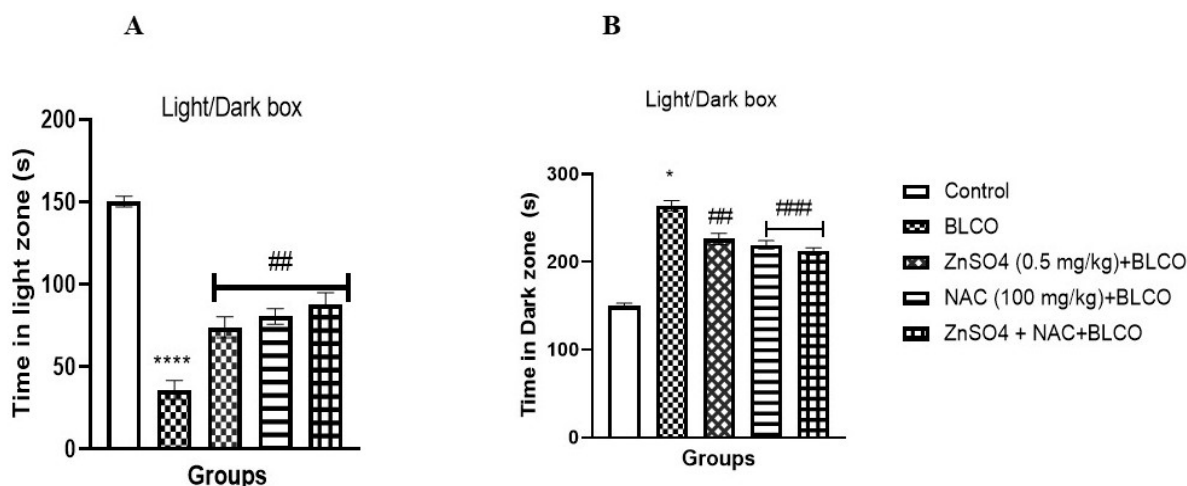 A
Light/Dark box
Time in light zone (s)
200
150
100
50
0
****
##
Groups
B
Light/Dark box
Time in Dark zone (s)
300
200
100
0
*
##
####
Groups
Control
BLCO
ZnSO4 (0.5 mg/kg)+BLCO
NAC (100 mg/kg)+BLCO
ZnSO4 + NAC+BLCO